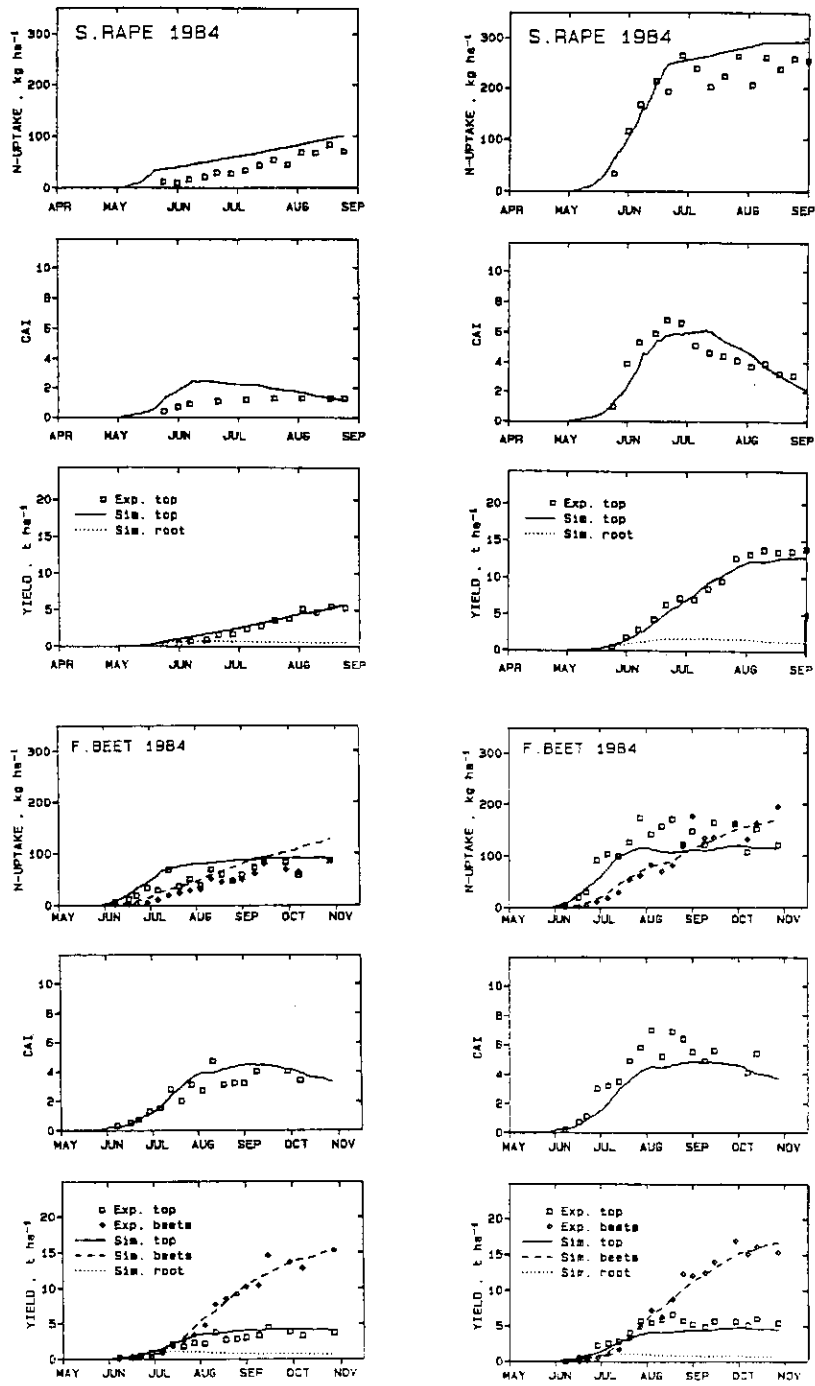 S.RAPE 1984
N-UPTAKE , kg ha⁻¹
300
200
100
0
APR MAY JUN JUL AUG SEP
S.RAPE 1984
N-UPTAKE , kg ha⁻¹
300
250
200
150
100
50
0
APR MAY JUN JUL AUG SEP
CAI
10
8
6
4
2
0
APR MAY JUN JUL AUG SEP
CAI
10
8
6
4
2
0
APR MAY JUN JUL AUG SEP
YIELD , t ha⁻¹
20
15
10
5
0
Exp. top
Sim. top
Sim. root
APR MAY JUN JUL AUG SEP
YIELD , t ha⁻¹
20
15
10
5
0
Exp. top
Sim. top
Sim. root
APR MAY JUN JUL AUG SEP
F.BEET 1984
N-UPTAKE , kg ha⁻¹
300
200
100
0
MAY JUN JUL AUG SEP OCT NOV
F.BEET 1984
N-UPTAKE , kg ha⁻¹
300
250
200
150
100
50
0
MAY JUN JUL AUG SEP OCT NOV
CAI
10
8
6
4
2
0
MAY JUN JUL AUG SEP OCT NOV
CAI
10
8
6
4
2
0
MAY JUN JUL AUG SEP OCT NOV
YIELD , t ha⁻¹
20
15
10
5
0
Exp. top
Exp. beets
Sim. top
Sim. beets
Sim. root
MAY JUN JUL AUG SEP OCT NOV
YIELD , t ha⁻¹
20
15
10
5
0
Exp. top
Exp. beets
Sim. top
Sim. beets
Sim. root
MAY JUN JUL AUG SEP OCT NOV